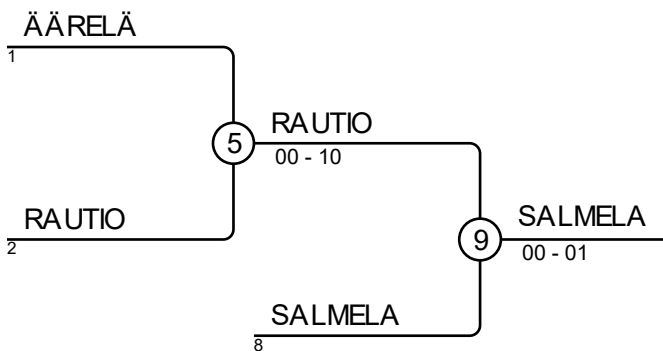 ÄÄRELÄ
1
5
RAUTIO
00 - 10
RAUTIO
2
9
SALMELA
00 - 01
SALMELA
8